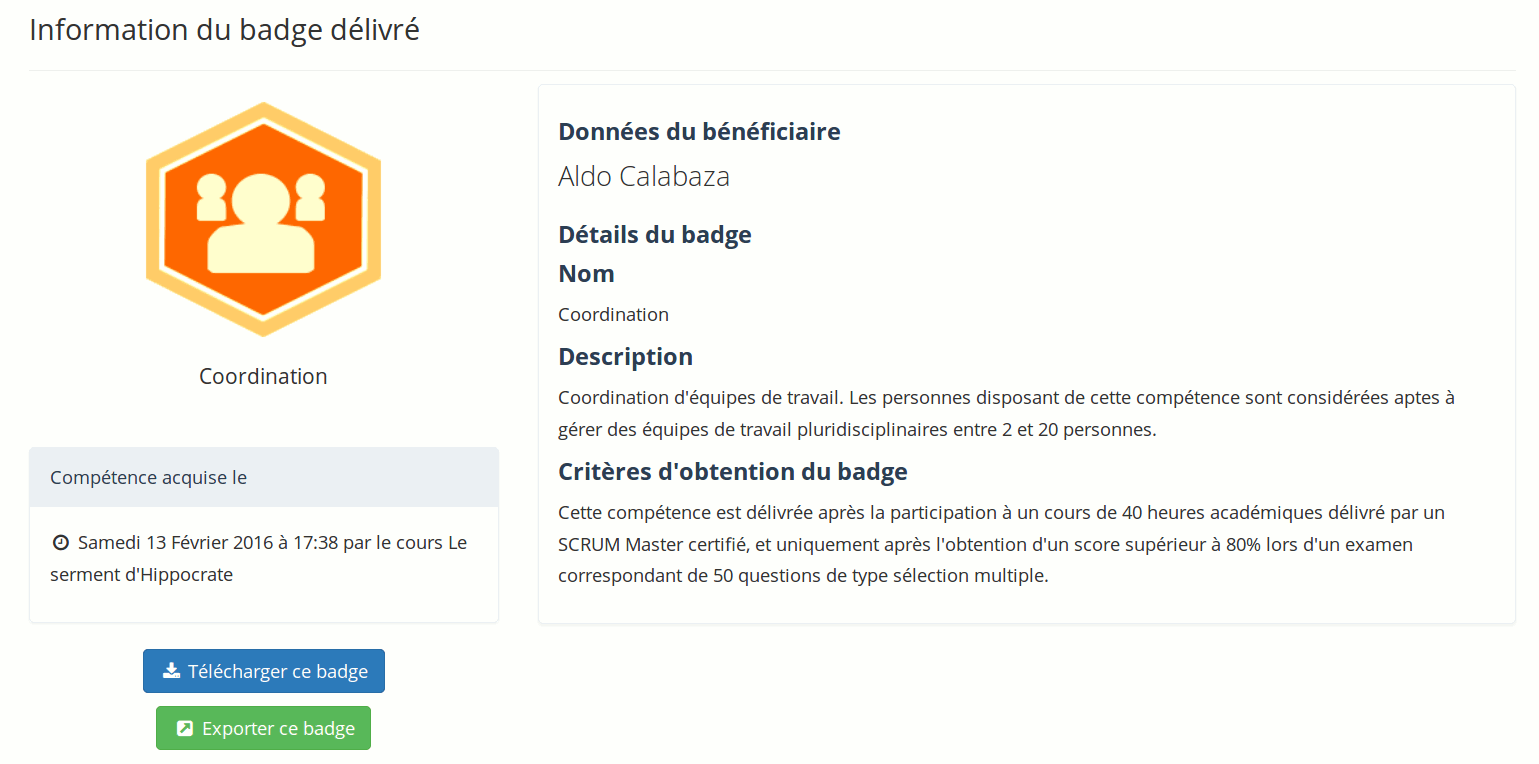 Information du badge délivré
Coordination
Compétence acquise le
Samedi 13 Février 2016 à 17:38 par le cours Le
serment d'Hippocrate
Télécharger ce badge
Exporter ce badge
Données du bénéficiaire
Aldo Calabaza
Détails du badge
Nom
Coordination
Description
Coordination d'équipes de travail. Les personnes disposant de cette compétence sont considérées aptes à
gérer des équipes de travail pluridisciplinaires entre 2 et 20 personnes.
Critères d'obtention du badge
Cette compétence est délivrée après la participation à un cours de 40 heures académiques délivré par un
SCRUM Master certifié, et uniquement après l'obtention d'un score supérieur à 80% lors d'un examen
correspondant de 50 questions de type sélection multiple.